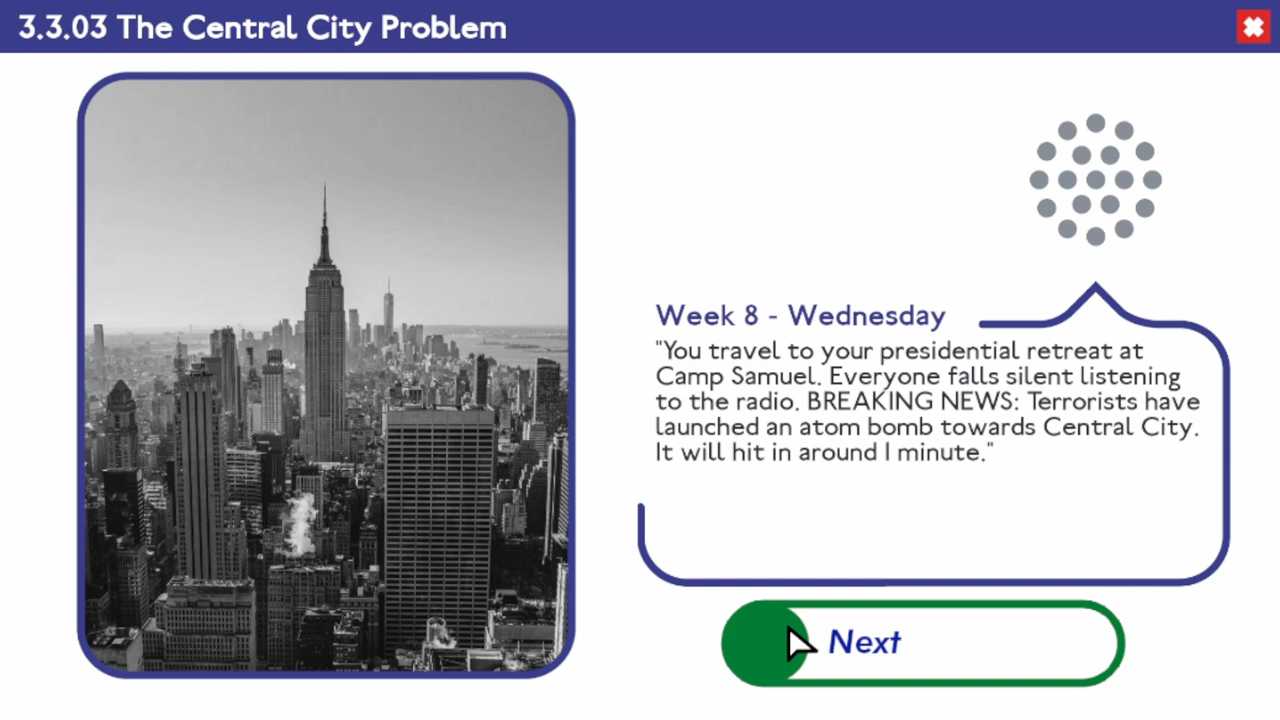 3.3.03 The Central City Problem
Week 8 - Wednesday
"You travel to your presidential retreat at
Camp Samuel. Everyone falls silent listening
to the radio. BREAKING NEWS: Terrorists have
launched an atom bomb towards Central City.
It will hit in around 1 minute."
Next